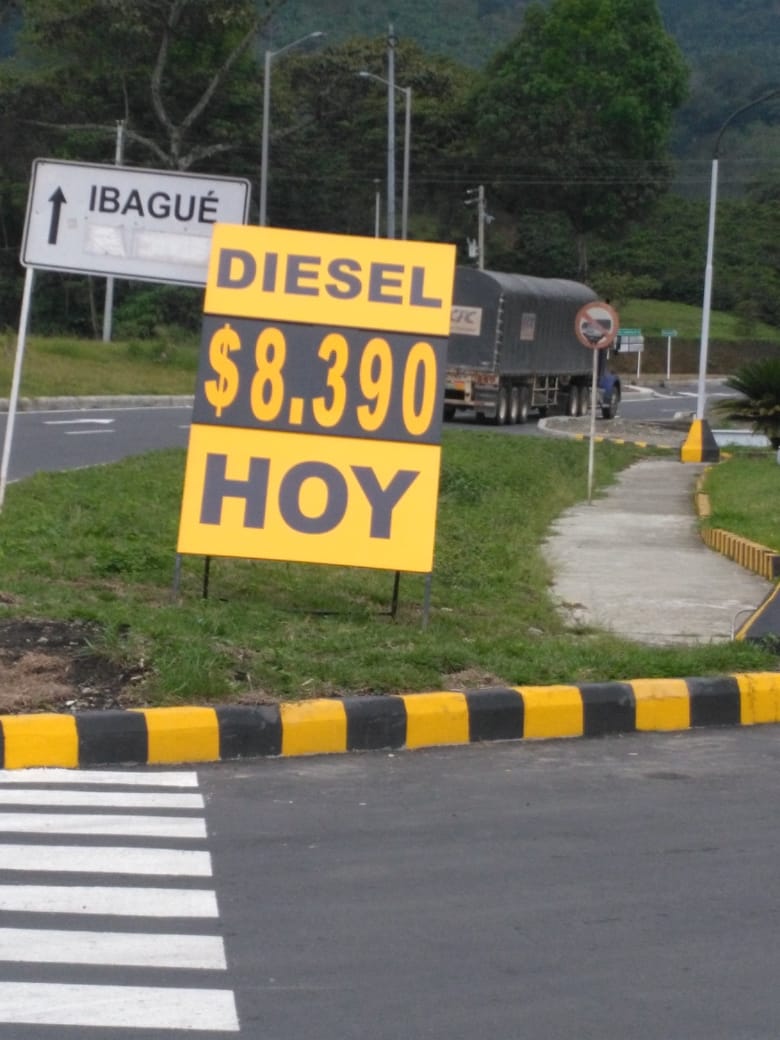 IBAGUÉ
DIESEL
$8.390
HOY